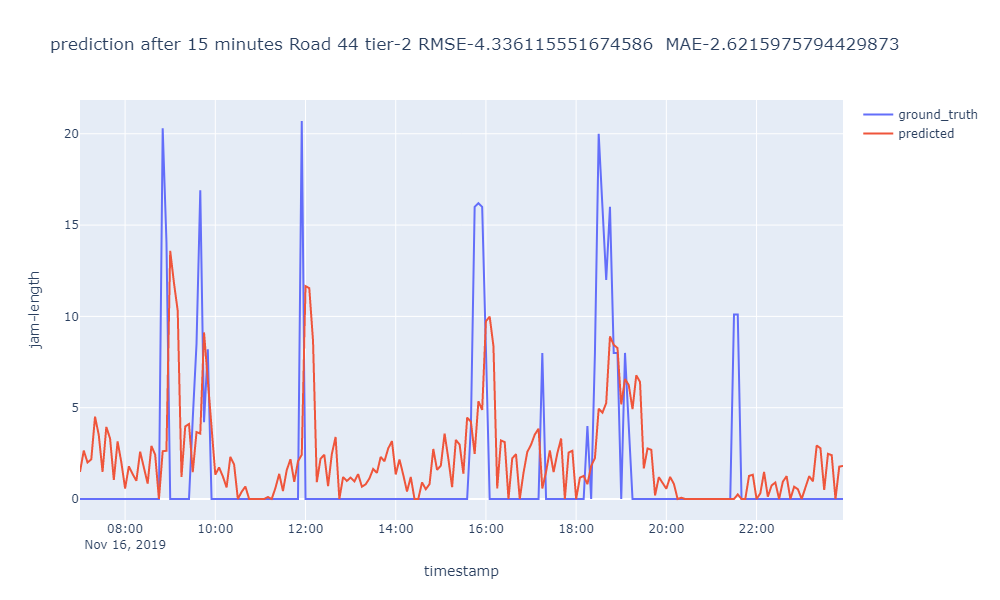 prediction after 15 minutes Road 44 tier-2 RMSE-4.336115551674586  MAE-2.6215975794429873
ground_truth
predicted
20
15
10
5
0
jam-length
08:00 10:00 12:00 14:00 16:00 18:00 20:00 22:00
Nov 16, 2019
timestamp